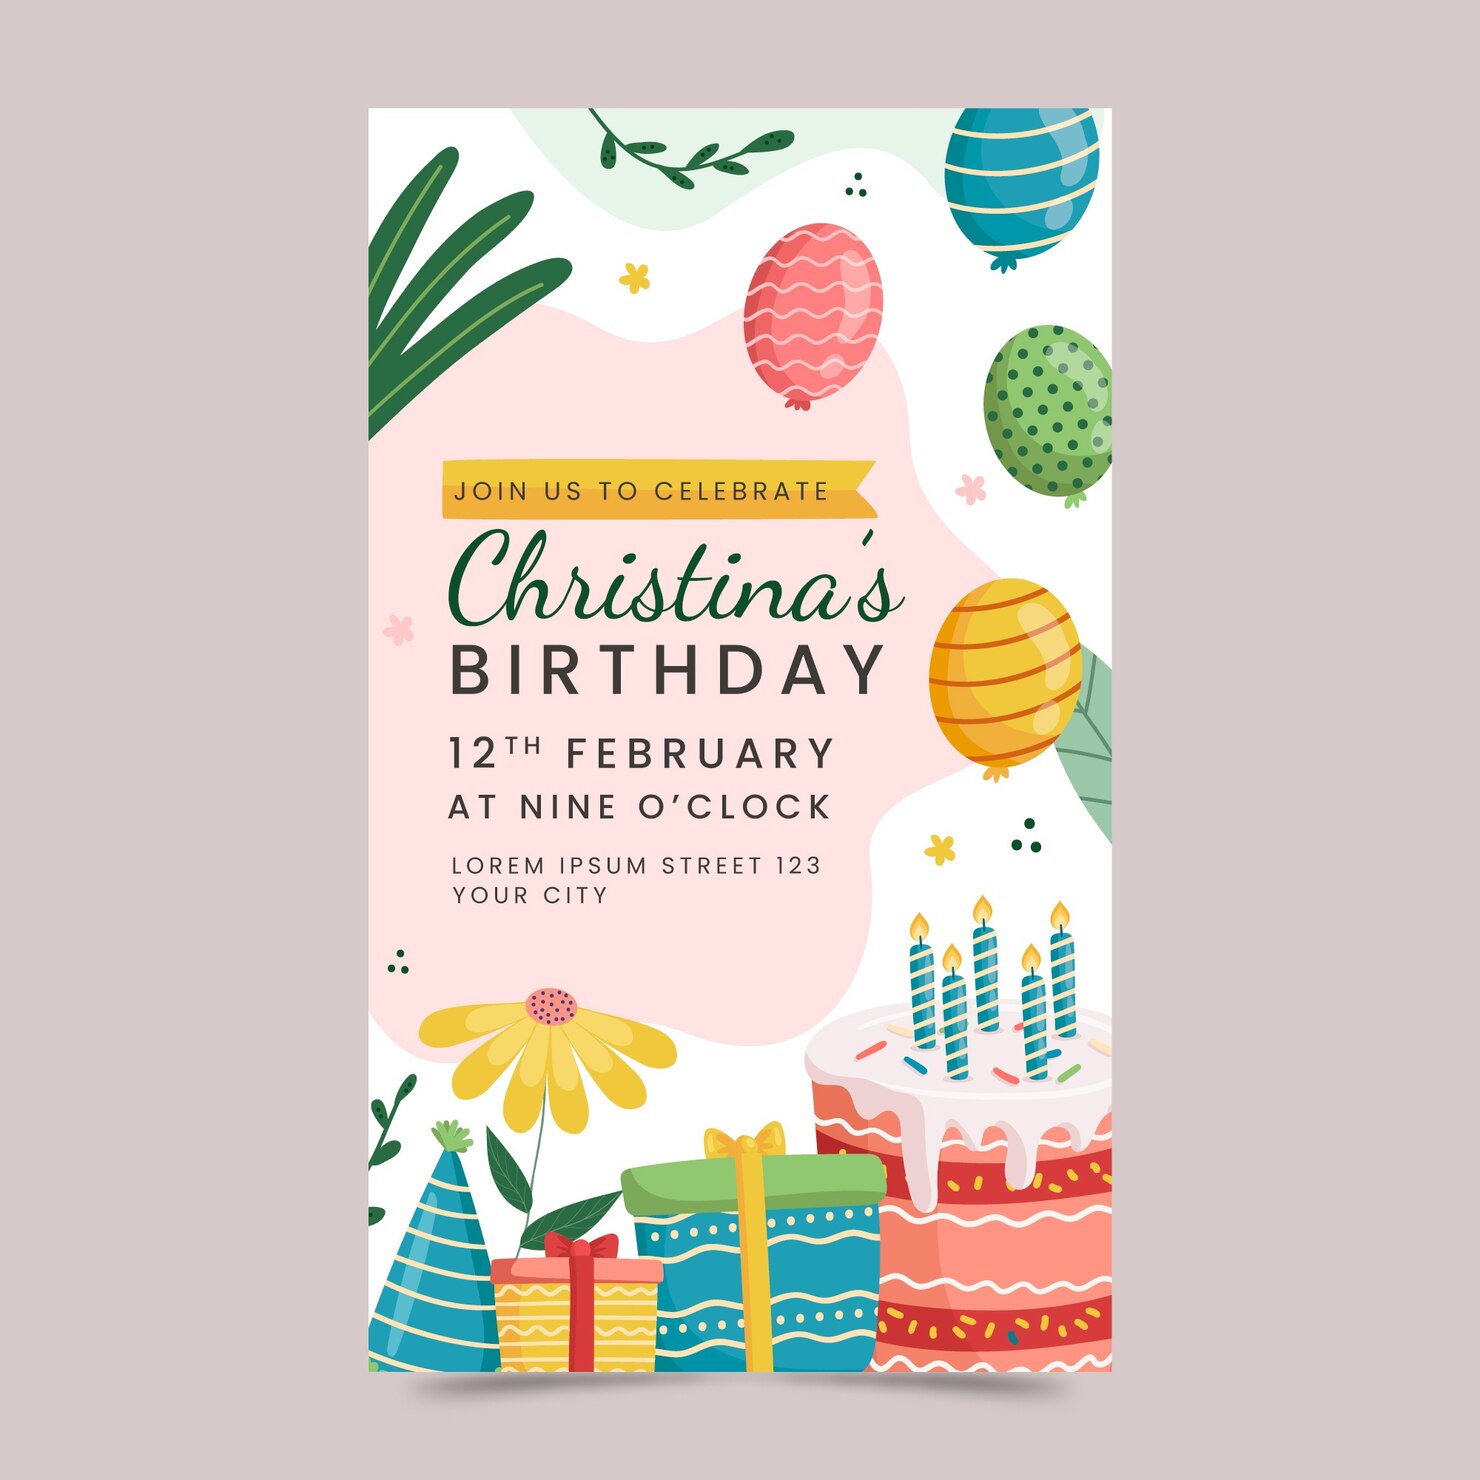 JOIN US TO CELEBRATE
Christina's
BIRTHDAY
12TH FEBRUARY
AT NINE O'CLOCK
LOREM IPSUM STREET 123
YOUR CITY